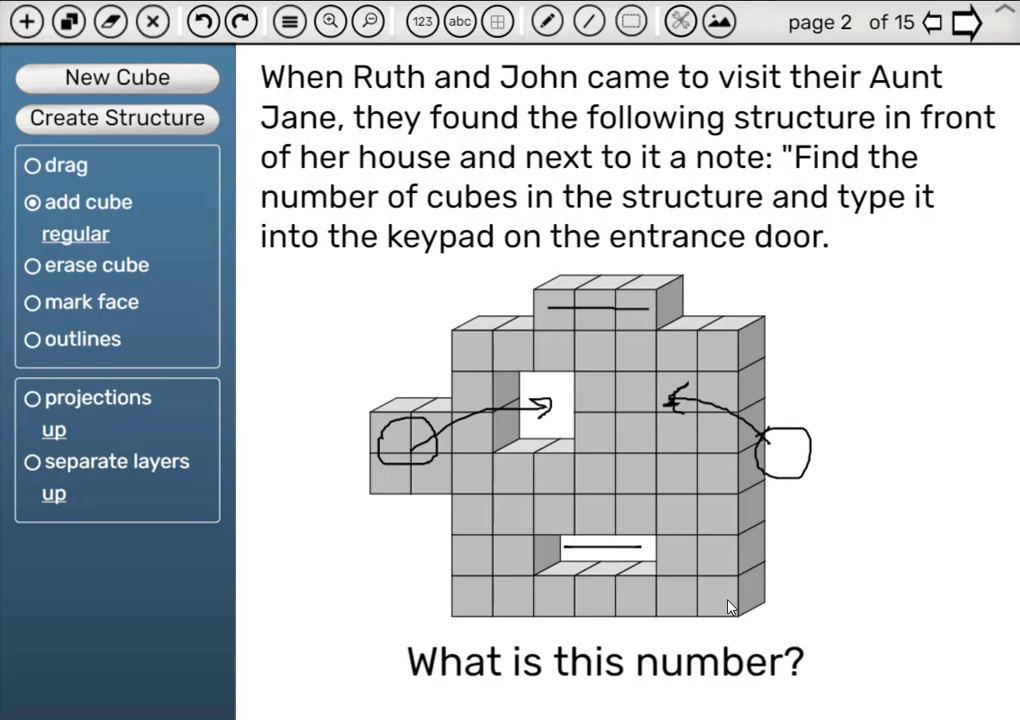 123 abc page 2 of 15
New Cube
Create Structure
drag
add cube
regular
erase cube
mark face
outlines
projections
up
separate layers
up
When Ruth and John came to visit their Aunt
Jane, they found the following structure in front
of her house and next to it a note: "Find the
number of cubes in the structure and type it
into the keypad on the entrance door.
What is this number?